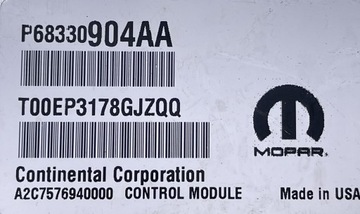 P68330904AA
T00EP3178GJZQQ
MOPAR®
Continental Corporation
A2C7576940000 CONTROL MODULE Made in USA